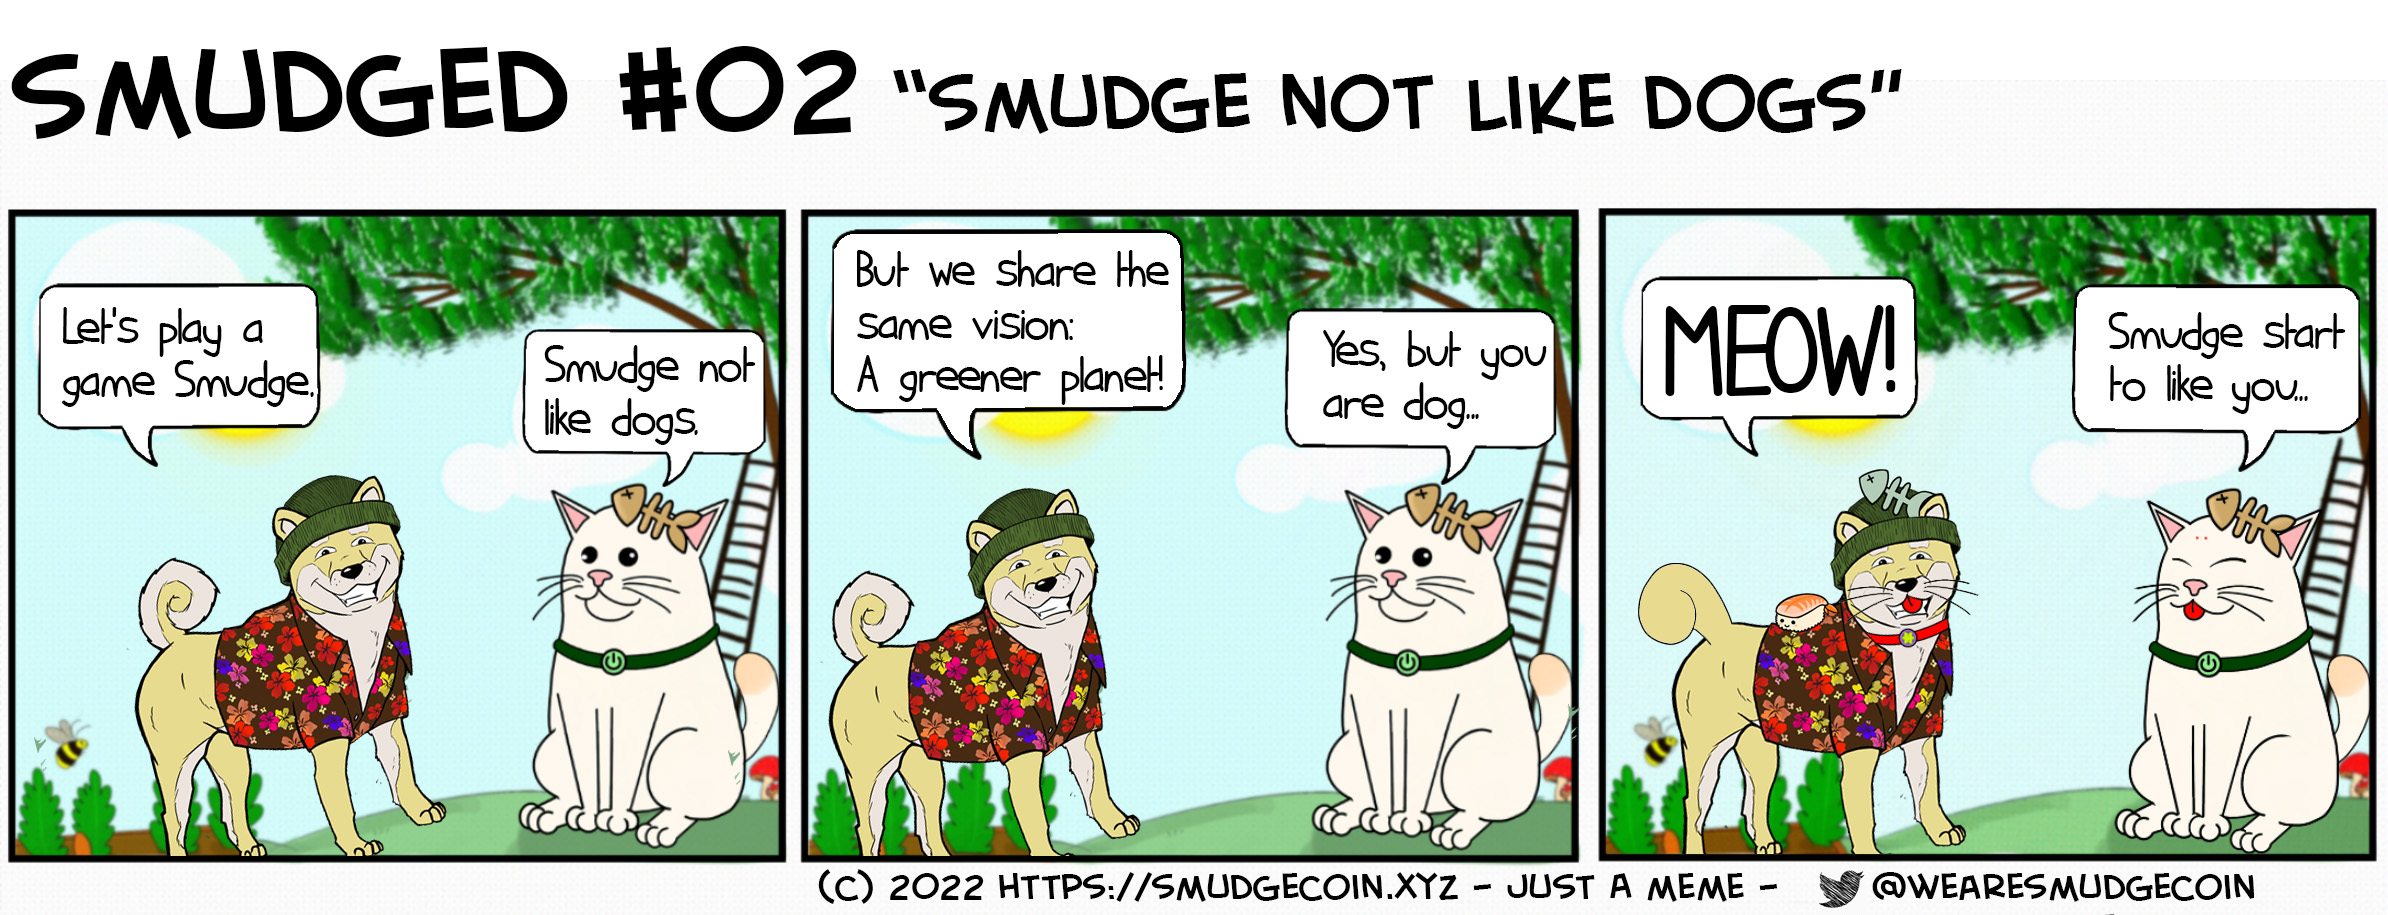 SMUDGED #02 "SMUDGE NOT LIKE DOGS"
Let's play a
game Smudge.
Smudge not
like dogs.
But we share the
same vision:
A greener planet!
Yes, but you
are dog...
MEOW!
Smudge start
to like you...
(C) 2022 HTTPS://SMUDGECOIN.XYZ - JUST A MEME - @WEARESMUDGECOIN